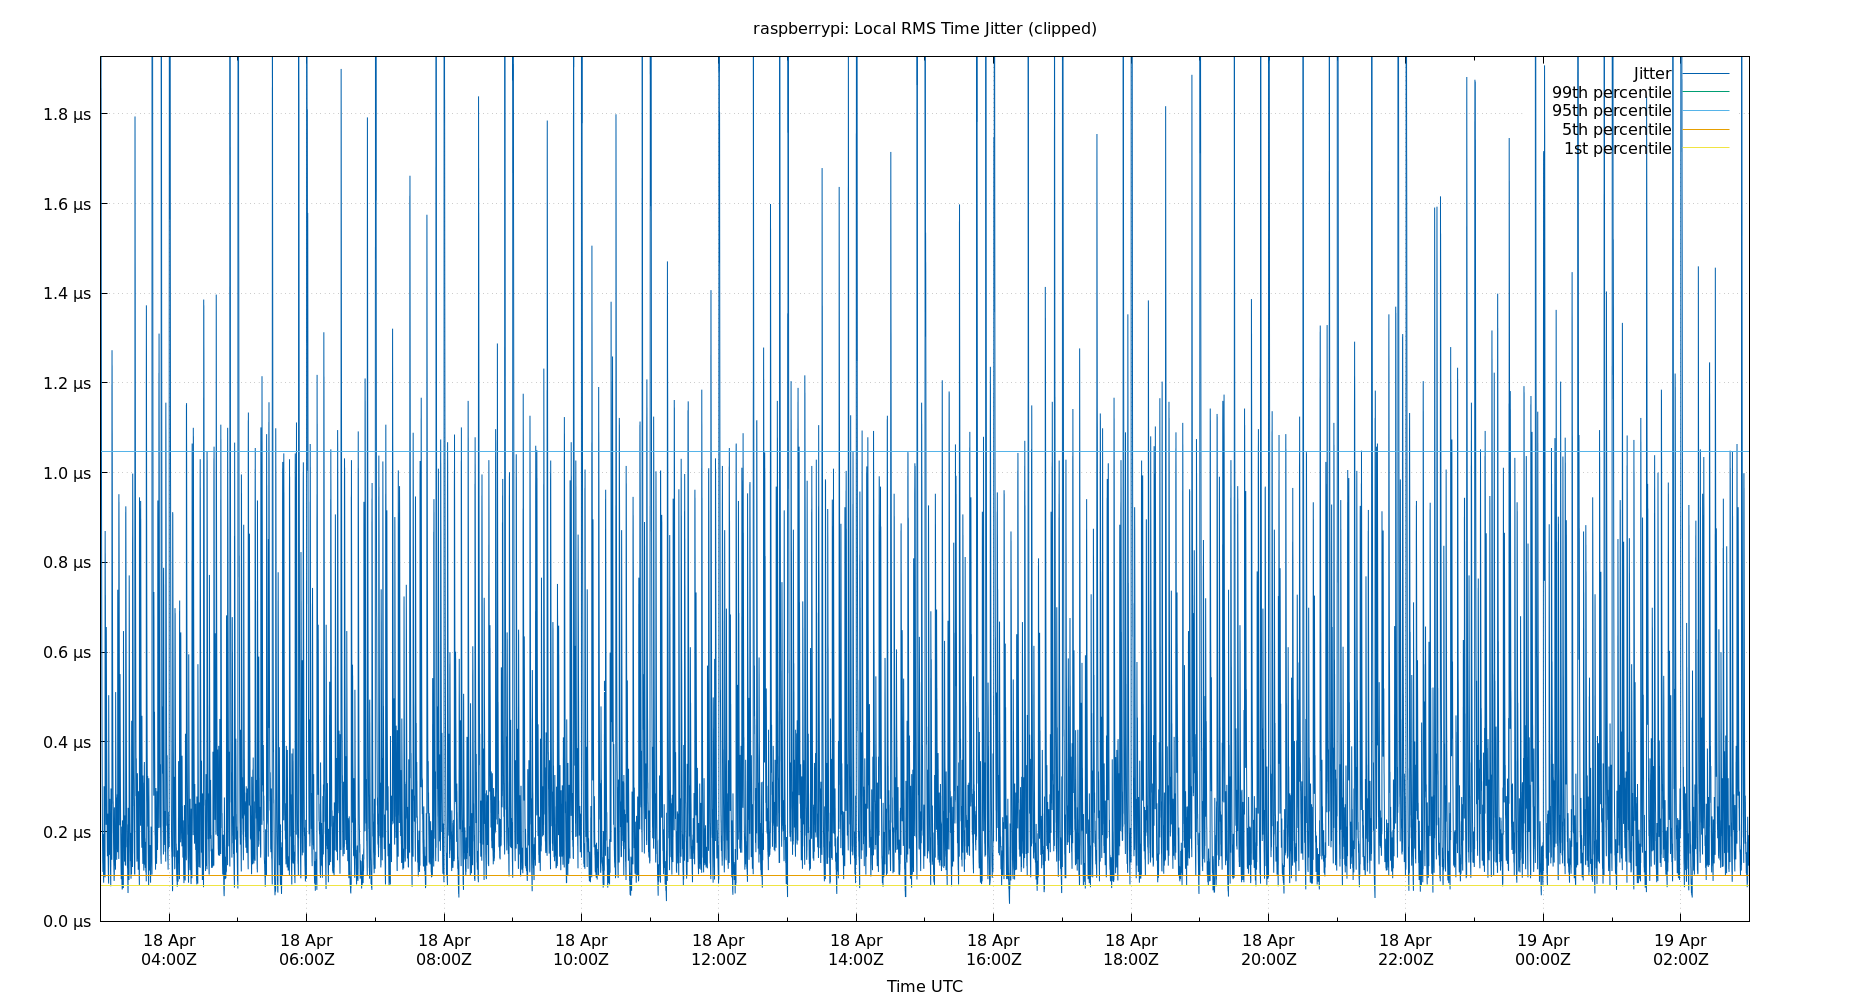 raspberrypi: Local RMS Time Jitter (clipped)
Jitter
99th percentile
95th percentile
5th percentile
1st percentile
1.8 μs
1.6 μs
1.4 μs
1.2 μs
1.0 μs
0.8 μs
0.6 μs
0.4 μs
0.2 μs
0.0 μs
18 Apr 18 Apr 18 Apr 18 Apr 18 Apr 18 Apr 18 Apr 18 Apr 18 Apr 18 Apr 19 Apr 19 Apr
04:00Z 06:00Z 08:00Z 10:00Z 12:00Z 14:00Z 16:00Z 18:00Z 20:00Z 22:00Z 00:00Z 02:00Z
Time UTC